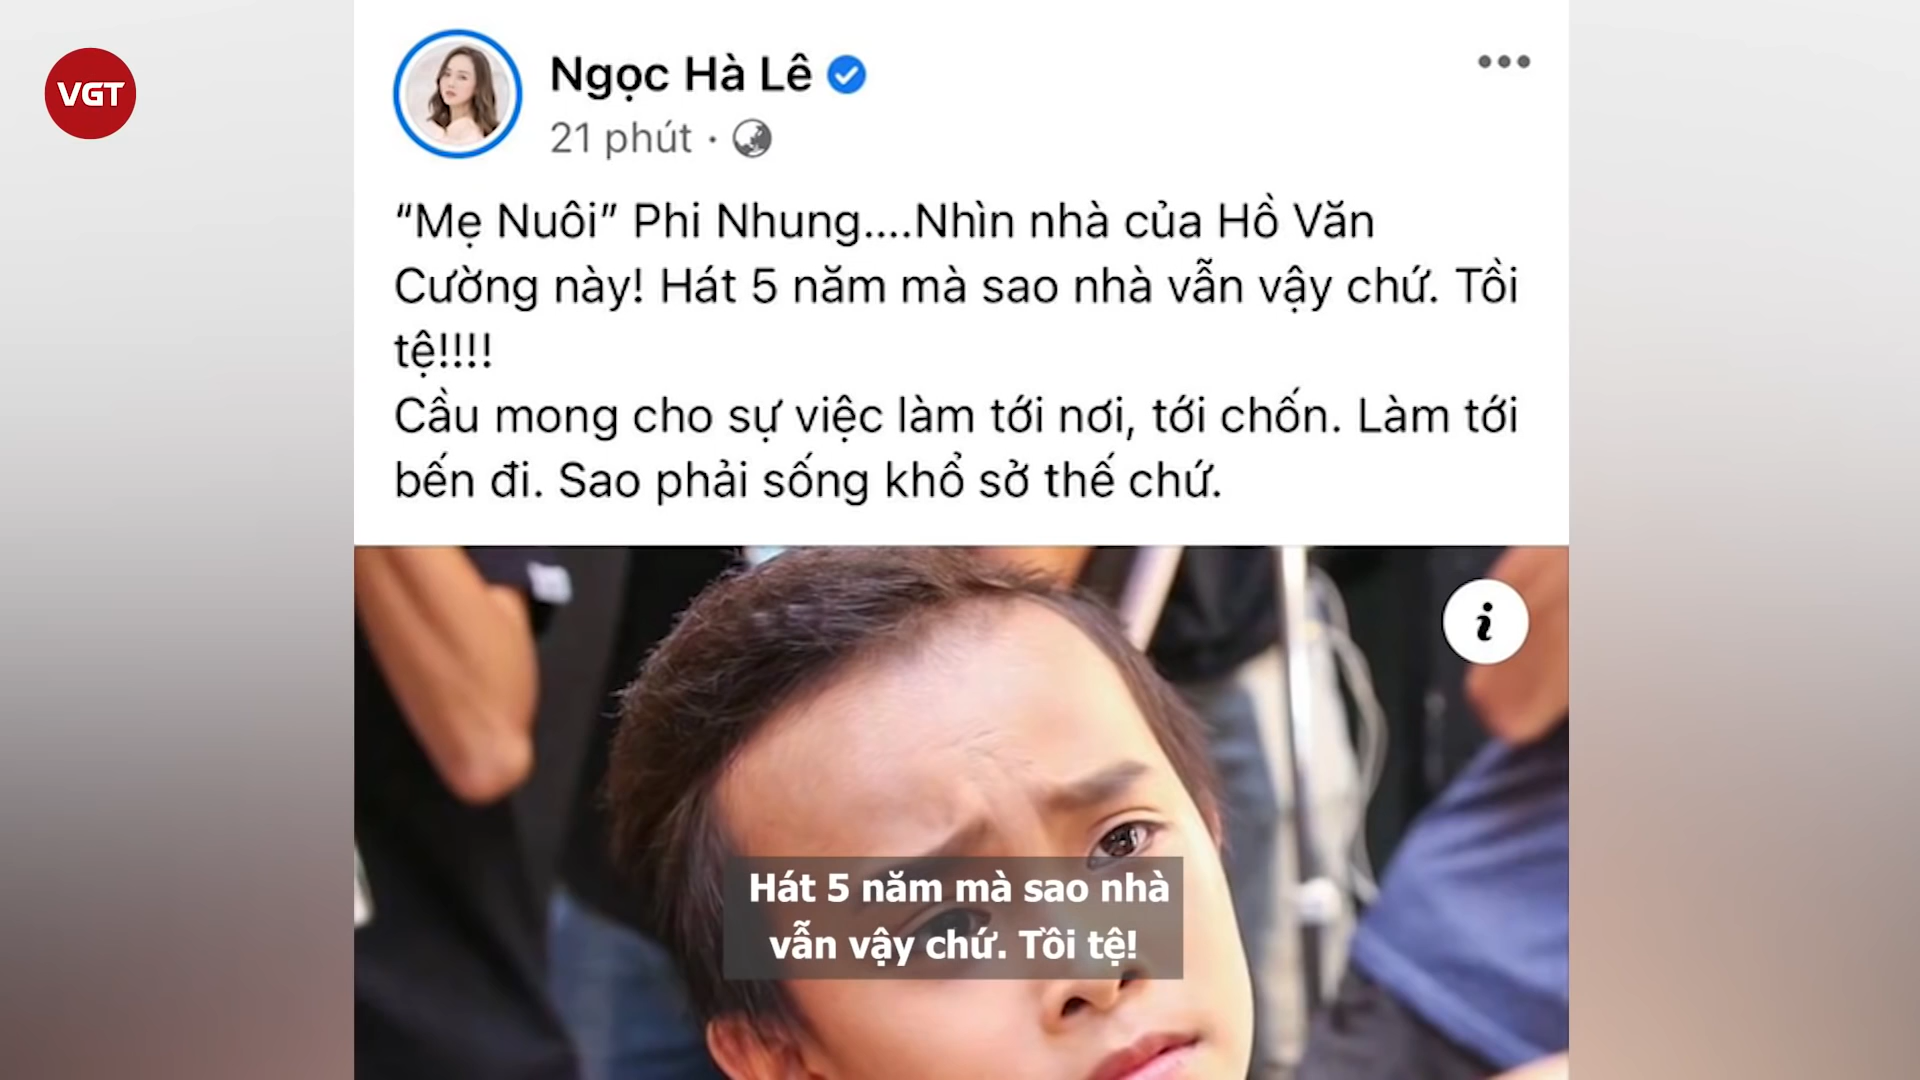 VGT
Ngọc Hà Lê
21 phút ·
“Mẹ Nuôi” Phi Nhung....Nhìn nhà của Hồ Văn
Cường này! Hát 5 năm mà sao nhà vẫn vậy chứ. Tồi
tệ!!!!
Cầu mong cho sự việc làm tới nơi, tới chốn. Làm tới
bến đi. Sao phải sống khổ sở thế chứ.
i
Hát 5 năm mà sao nhà
vẫn vậy chứ. Tồi tệ!